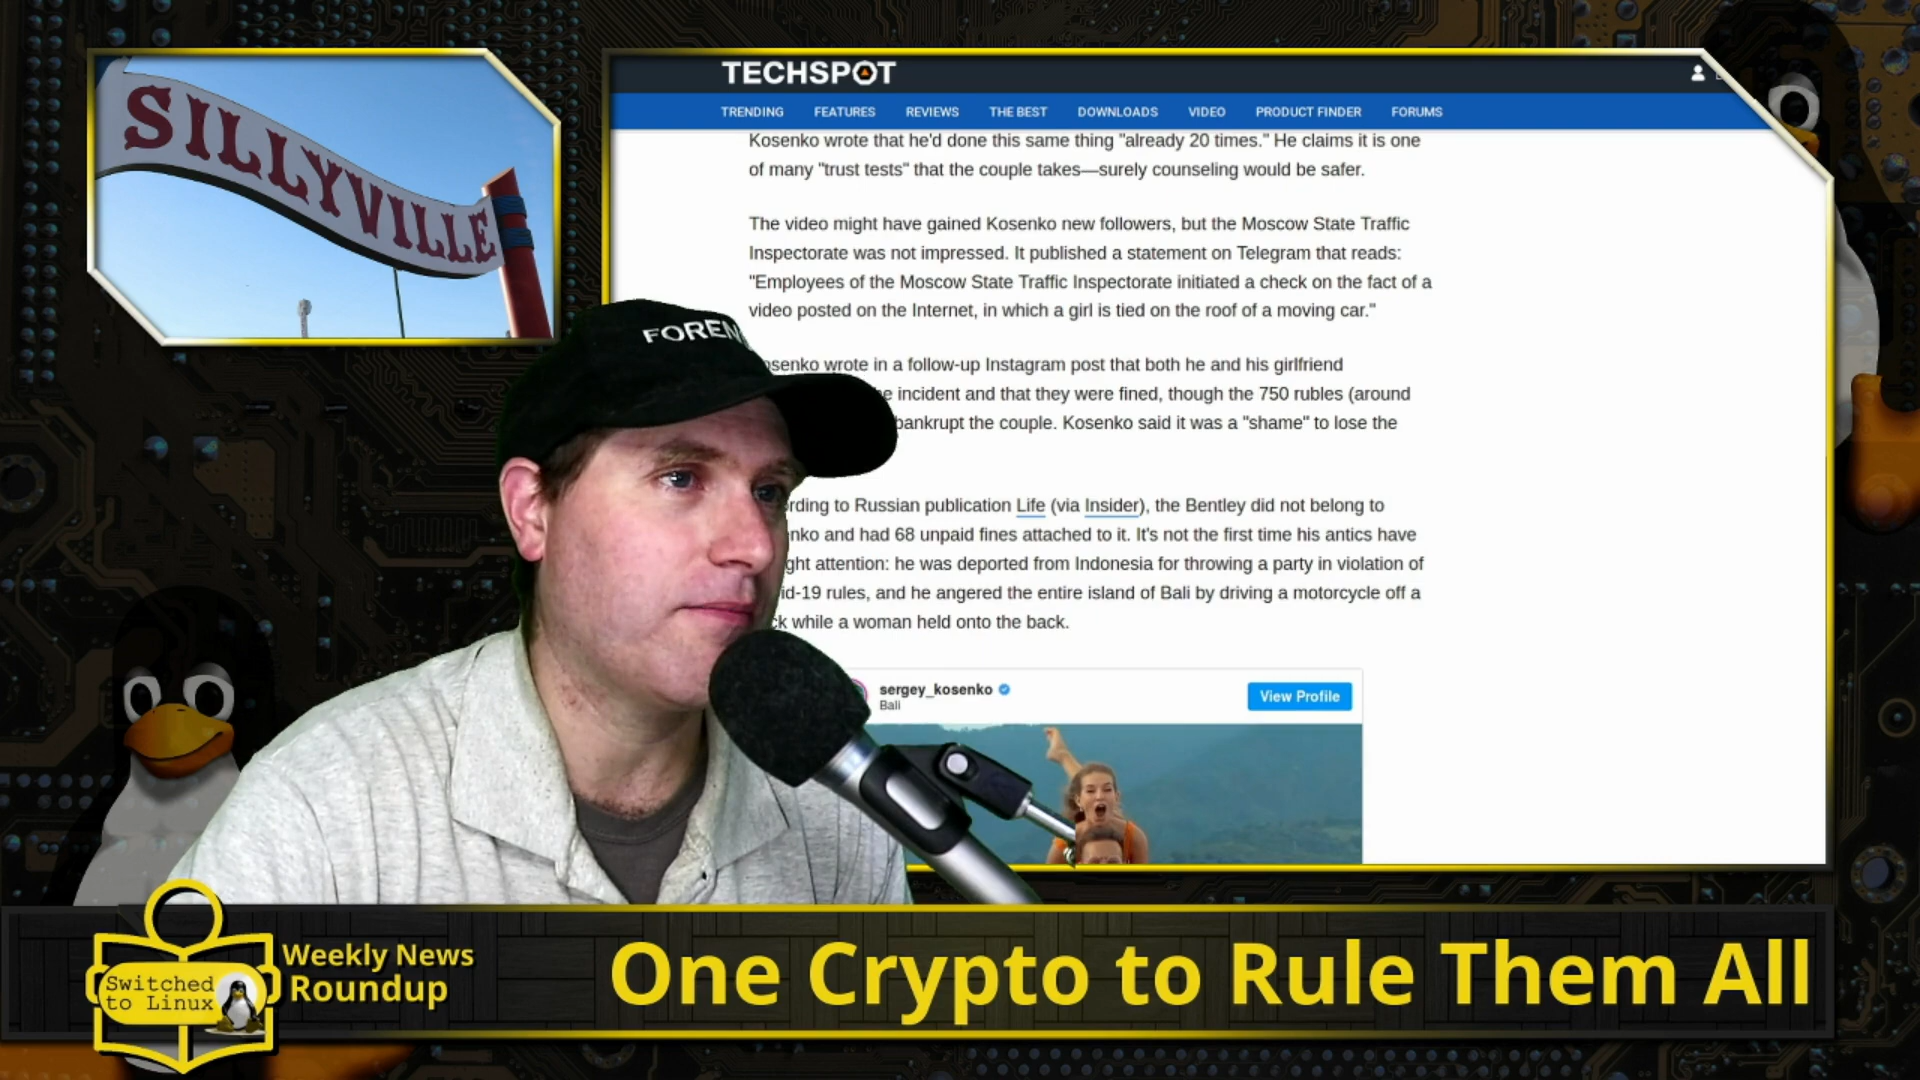 SILLYVILLE
TECHSPOT
TRENDING FEATURES REVIEWS THE BEST DOWNLOADS VIDEO PRODUCT FINDER FORUMS
Kosenko wrote that he'd done this same thing "already 20 times." He claims it is one
of many "trust tests" that the couple takes—surely counseling would be safer.
The video might have gained Kosenko new followers, but the Moscow State Traffic
Inspectorate was not impressed. It published a statement on Telegram that reads:
"Employees of the Moscow State Traffic Inspectorate initiated a check on the fact of a
video posted on the Internet, in which a girl is tied on the roof of a moving car."
osenko wrote in a follow-up Instagram post that both he and his girlfriend
e incident and that they were fined, though the 750 rubles (around
bankrupt the couple. Kosenko said it was a "shame" to lose the
rding to Russian publication Life (via Insider), the Bentley did not belong to
nko and had 68 unpaid fines attached to it. It's not the first time his antics have
ght attention: he was deported from Indonesia for throwing a party in violation of
id-19 rules, and he angered the entire island of Bali by driving a motorcycle off a
ck while a woman held onto the back.
sergey_kosenko
Bali
View Profile
FOREN
Switched
to Linux
Weekly News
Roundup
One Crypto to Rule Them All